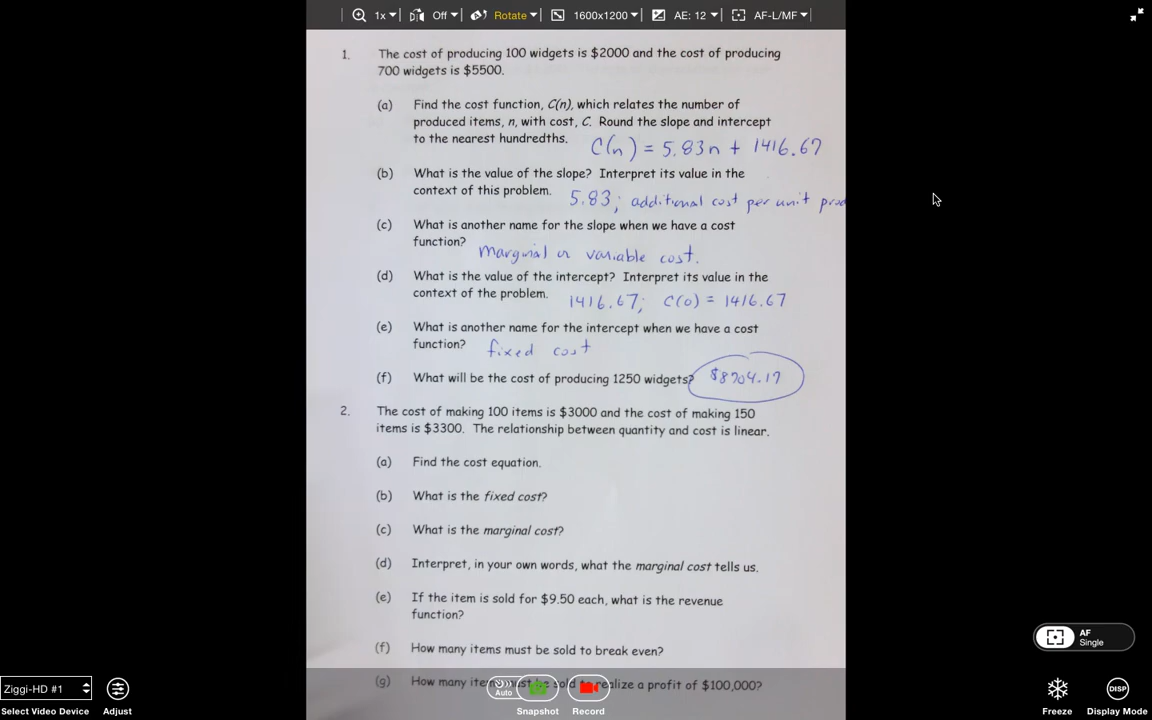 1x
Off
Rotate
1600x1200
AE: 12
AF-L/MF
1. The cost of producing 100 widgets is $2000 and the cost of producing
700 widgets is $5500.
(a) Find the cost function, C(n), which relates the number of
produced items, n, with cost, C. Round the slope and intercept
to the nearest hundredths. C(n) = 5.83n + 1416.67
(b) What is the value of the slope? Interpret its value in the
context of this problem. 5.83; additional cost per unit prod
(c) What is another name for the slope when we have a cost
function? marginal or variable cost.
(d) What is the value of the intercept? Interpret its value in the
context of the problem. 1416.67; C(0) = 1416.67
(e) What is another name for the intercept when we have a cost
function? fixed cost
(f) What will be the cost of producing 1250 widgets? $8704.17
2. The cost of making 100 items is $3000 and the cost of making 150
items is $3300. The relationship between quantity and cost is linear.
(a) Find the cost equation.
(b) What is the fixed cost?
(c) What is the marginal cost?
(d) Interpret, in your own words, what the marginal cost tells us.
(e) If the item is sold for $9.50 each, what is the revenue
function?
(f) How many items must be sold to break even?
(g) How many items must be sold to realize a profit of $100,000?
AF
Single
Ziggi-HD #1
Auto
DISP
Select Video Device
Adjust
Snapshot
Record
Freeze
Display Mode